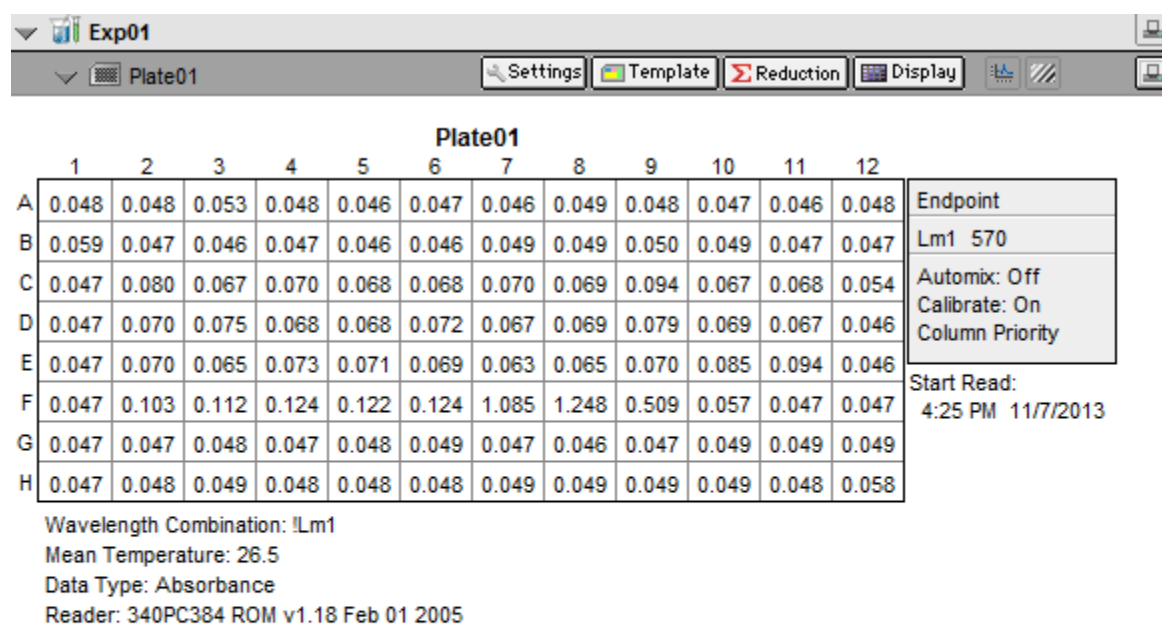 Exp01
Plate01 Settings Template Reduction Display
Plate01
1 2 3 4 5 6 7 8 9 10 11 12
A 0.048 0.048 0.053 0.048 0.046 0.047 0.046 0.049 0.048 0.047 0.046 0.048 Endpoint
B 0.059 0.047 0.046 0.047 0.046 0.046 0.049 0.049 0.050 0.049 0.047 0.047 Lm1 570
C 0.047 0.080 0.067 0.070 0.068 0.068 0.070 0.069 0.094 0.067 0.068 0.054 Automix: Off
Calibrate: On
D 0.047 0.070 0.075 0.068 0.068 0.072 0.067 0.069 0.079 0.069 0.067 0.046 Column Priority
E 0.047 0.070 0.065 0.073 0.071 0.069 0.063 0.065 0.070 0.085 0.094 0.046
Start Read:
F 0.047 0.103 0.112 0.124 0.122 0.124 1.085 1.248 0.509 0.057 0.047 0.047 4:25 PM 11/7/2013
G 0.047 0.047 0.048 0.047 0.048 0.049 0.047 0.046 0.047 0.049 0.049 0.049
H 0.047 0.048 0.049 0.048 0.048 0.048 0.049 0.049 0.049 0.049 0.048 0.058
Wavelength Combination: !Lm1
Mean Temperature: 26.5
Data Type: Absorbance
Reader: 340PC384 ROM v1.18 Feb 01 2005